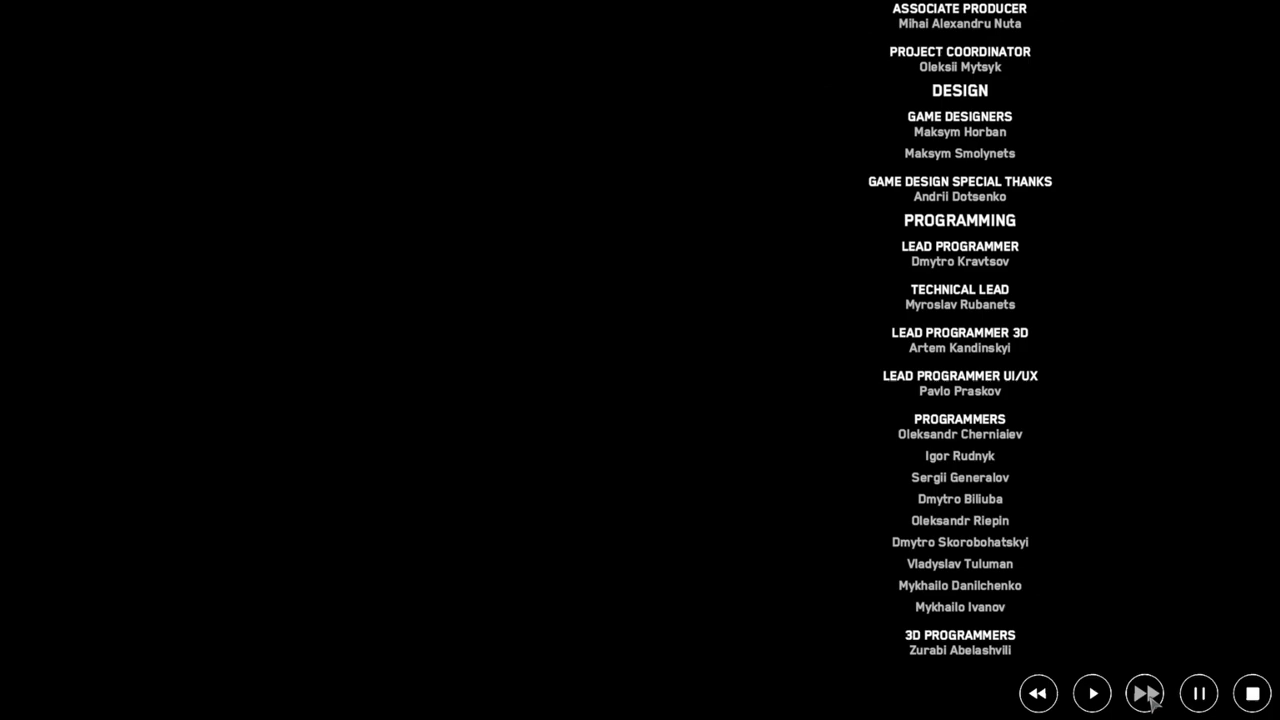 ASSOCIATE PRODUCER
Mihai Alexandru Nuta
PROJECT COORDINATOR
Oleksii Mytsyk
DESIGN
GAME DESIGNERS
Maksym Horban
Maksym Smolynets
GAME DESIGN SPECIAL THANKS
Andrii Dotsenko
PROGRAMMING
LEAD PROGRAMMER
Dmytro Kravtsov
TECHNICAL LEAD
Myroslav Rubanets
LEAD PROGRAMMER 3D
Artem Kandinskyi
LEAD PROGRAMMER UI/UX
Pavlo Praskov
PROGRAMMERS
Oleksandr Cherniaiev
Igor Rudnyk
Sergii Generalov
Dmytro Biliuba
Oleksandr Riepin
Dmytro Skorobohatskyi
Vladyslav Tuluman
Mykhailo Danilchenko
Mykhailo Ivanov
3D PROGRAMMERS
Zurabi Abelashvili